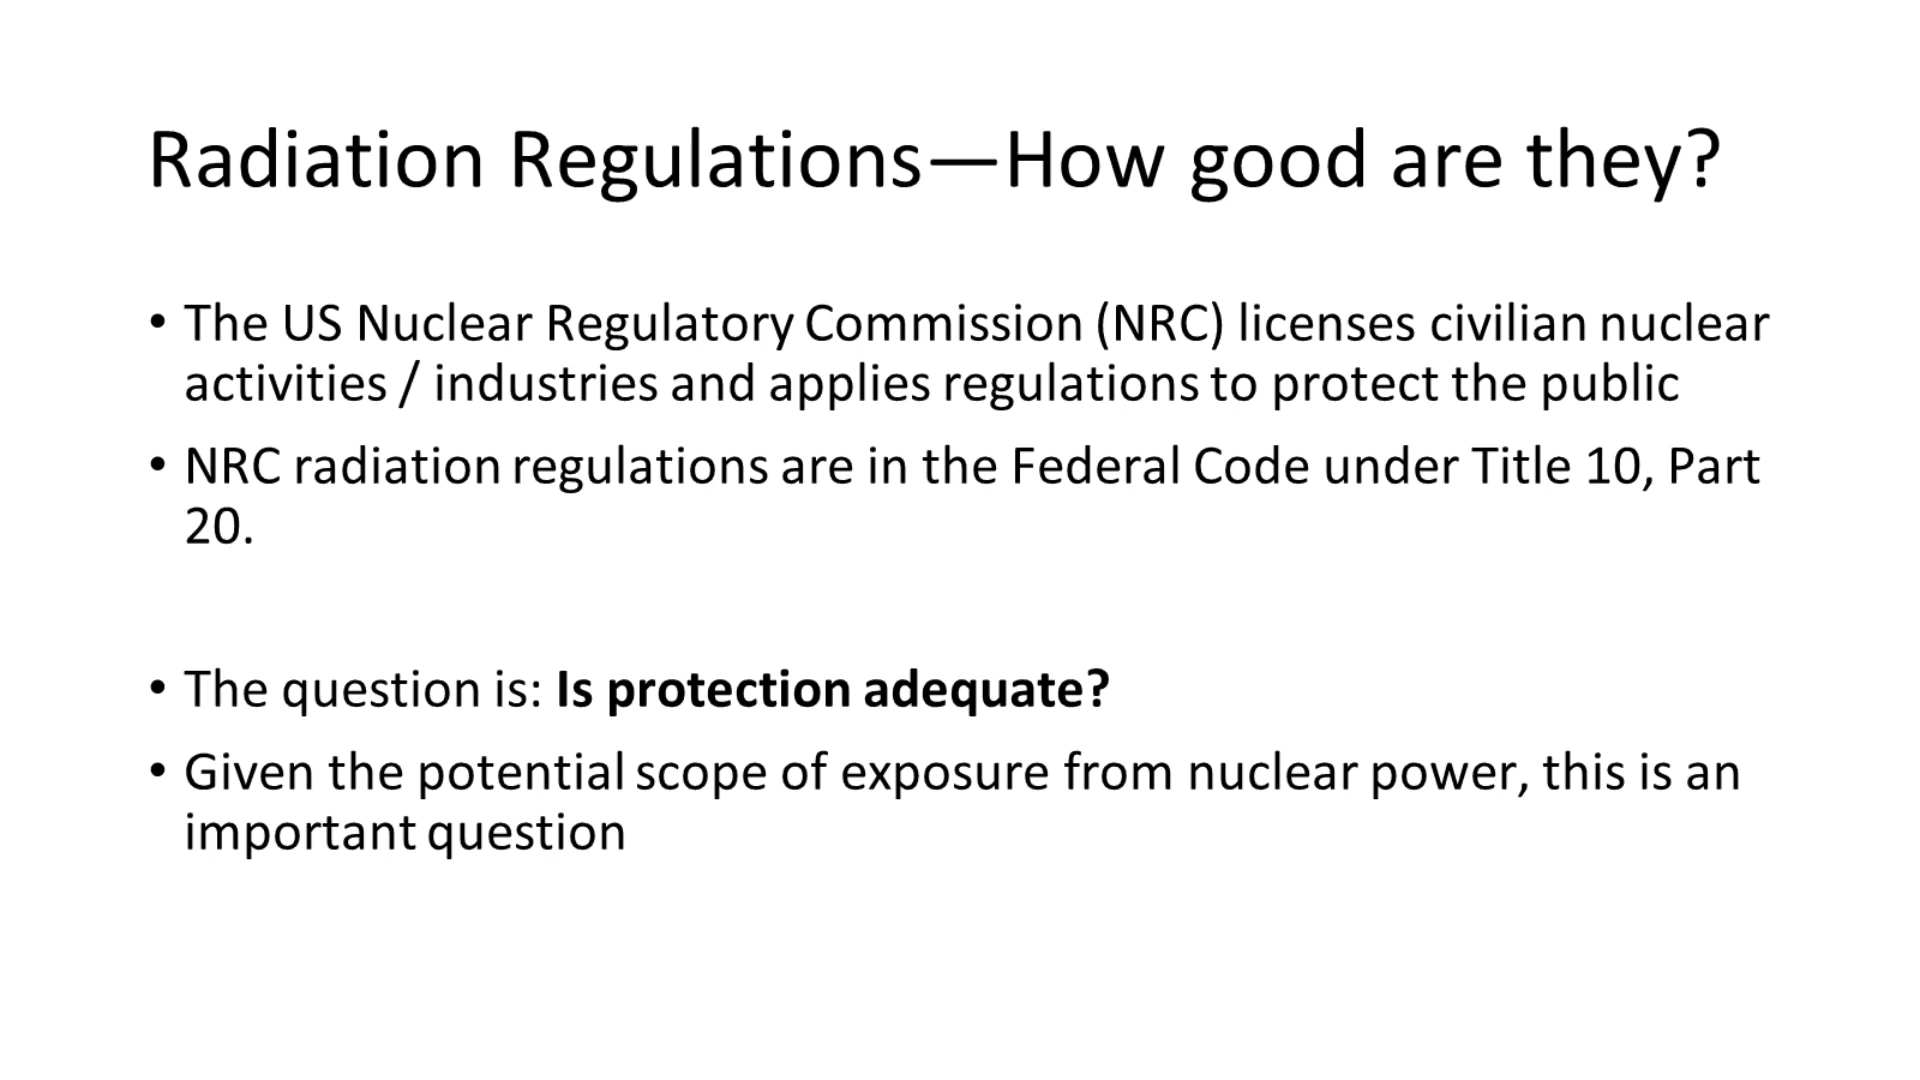 Radiation Regulations—How good are they?
• The US Nuclear Regulatory Commission (NRC) licenses civilian nuclear
activities / industries and applies regulations to protect the public
• NRC radiation regulations are in the Federal Code under Title 10, Part
20.
• The question is: Is protection adequate?
• Given the potential scope of exposure from nuclear power, this is an
important question